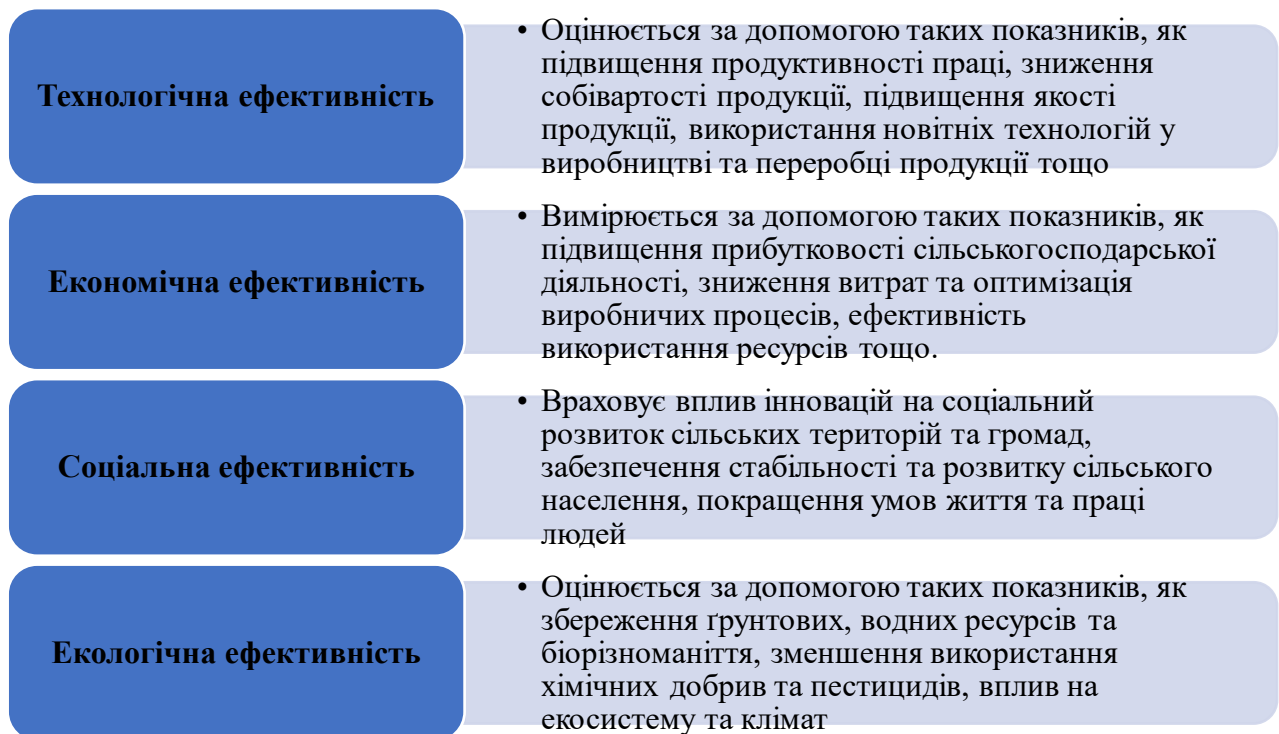 Технологічна ефективність
• Оцінюється за допомогою таких показників, як
підвищення продуктивності праці, зниження
собівартості продукції, підвищення якості
продукції, використання новітніх технологій у
виробництві та переробці продукції тощо
Економічна ефективність
• Вимірюється за допомогою таких показників, як
підвищення прибутковості сільськогосподарської
діяльності, зниження витрат та оптимізація
виробничих процесів, ефективність
використання ресурсів тощо.
Соціальна ефективність
• Враховує вплив інновацій на соціальний
розвиток сільських територій та громад,
забезпечення стабільності та розвитку сільського
населення, покращення умов життя та праці
людей
Екологічна ефективність
• Оцінюється за допомогою таких показників, як
збереження ґрунтових, водних ресурсів та
біорізноманіття, зменшення використання
хімічних добрив та пестицидів, вплив на
екосистему та клімат